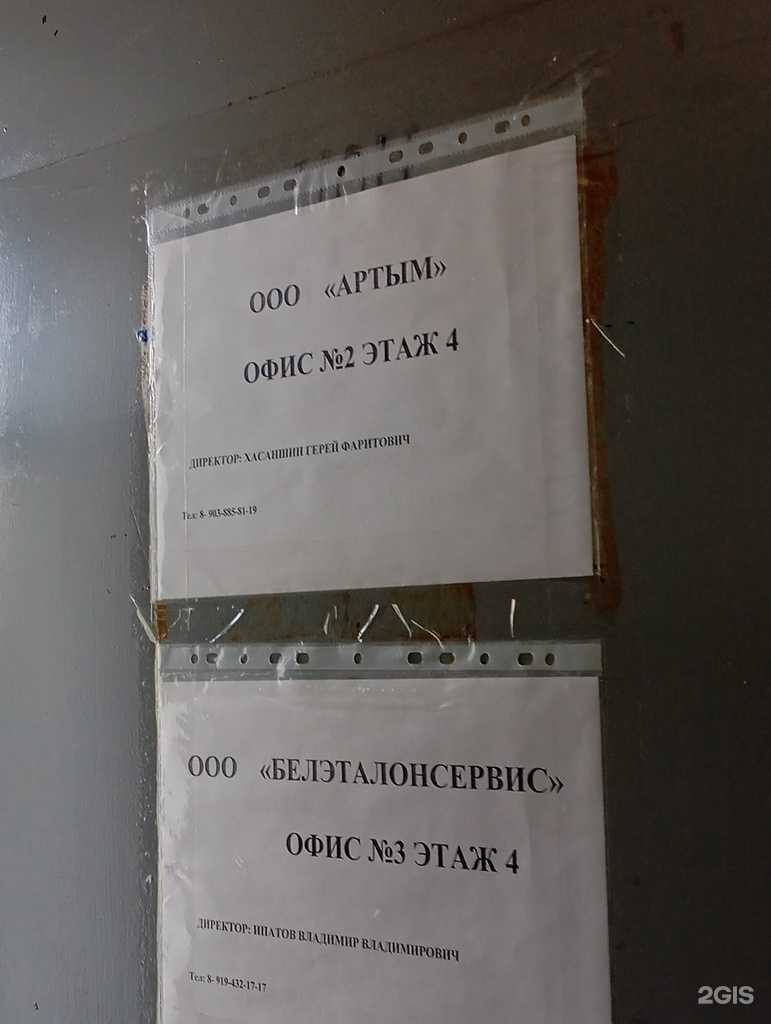 ООО «АРТЫМ»
ОФИС №2 ЭТАЖ 4
ДИРЕКТОР: ХАСАНШИН ГЕРЕЙ ФАРИТОВИЧ
Тел: 8- 903-885-81-19
ООО «БЕЛЭТАЛОНСЕРВИС»
ОФИС №3 ЭТАЖ 4
ДИРЕКТОР: ИПАТОВ ВЛАДИМИР ВЛАДИМИРОВИЧ
Тел: 8- 919-432-17-17
2GIS